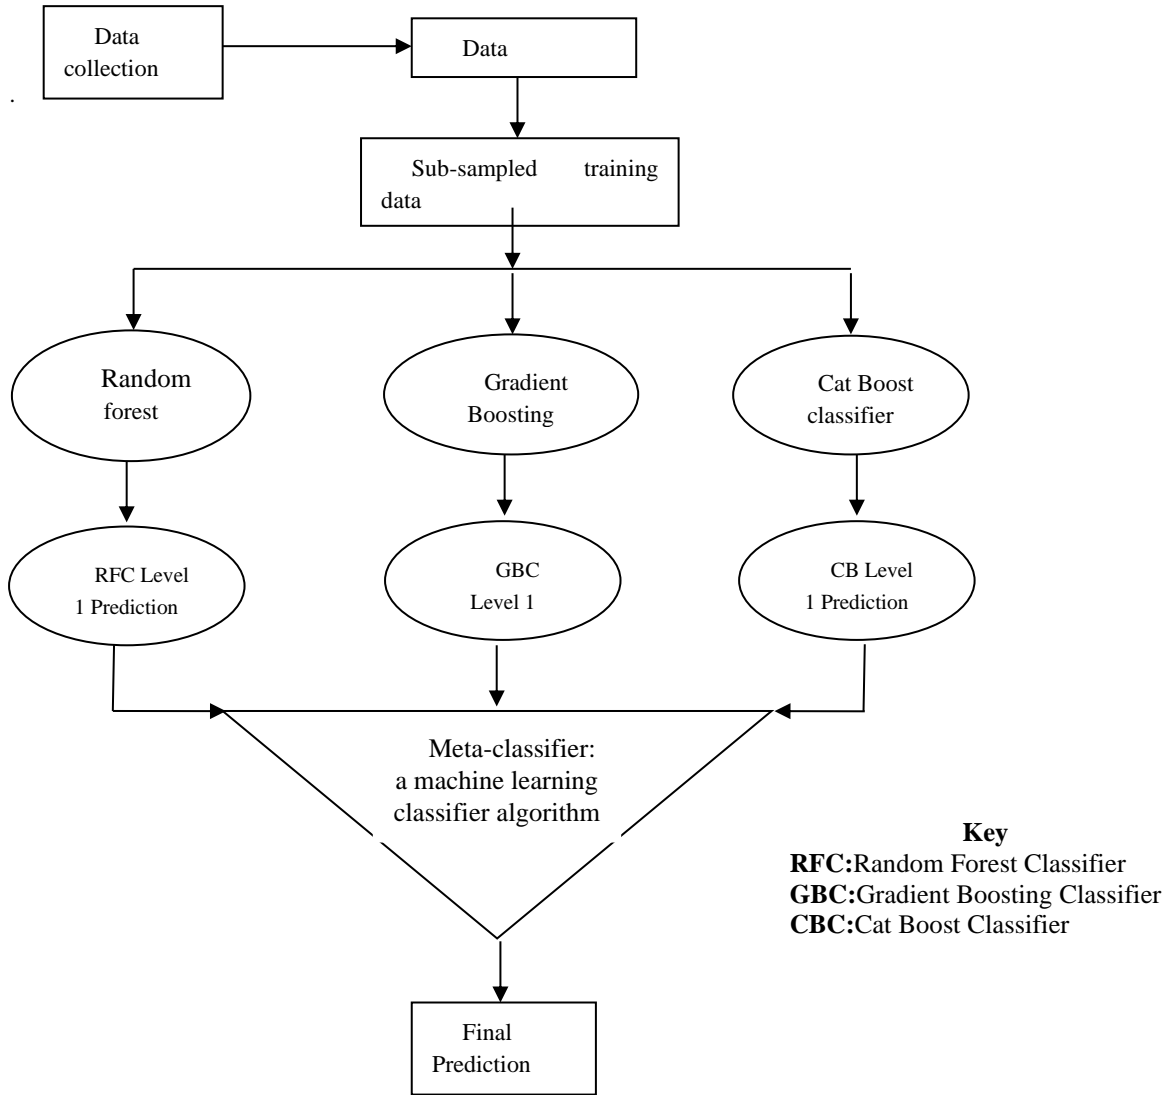 Data
collection
Data
.
Sub-sampled training
data
Random
forest
Gradient
Boosting
Cat Boost
classifier
RFC Level
1 Prediction
GBC
Level 1
CB Level
1 Prediction
Meta-classifier:
a machine learning
classifier algorithm
Key
RFC:Random Forest Classifier
GBC:Gradient Boosting Classifier
CBC:Cat Boost Classifier
Final
Prediction